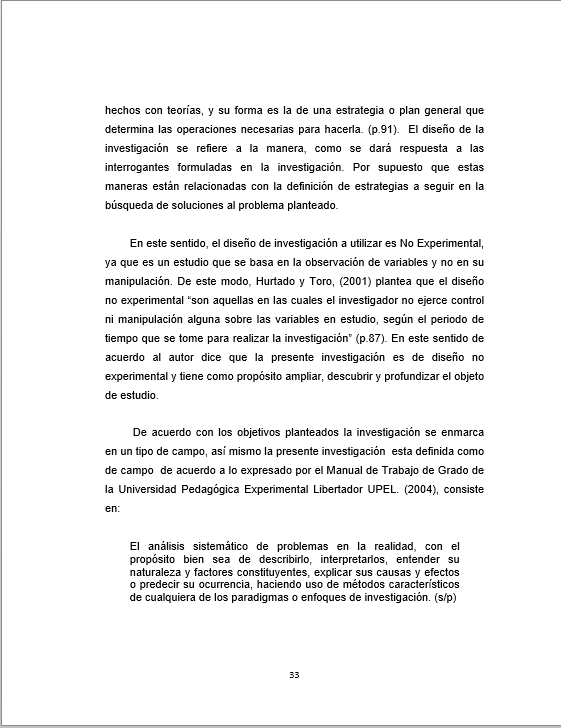 hechos con teorías, y su forma es la de una estrategia o plan general que
determina las operaciones necesarias para hacerla. (p.91).  El diseño de la
investigación se refiere a la manera, como se dará respuesta a las
interrogantes formuladas en la investigación. Por supuesto que estas
maneras están relacionadas con la definición de estrategias a seguir en la
búsqueda de soluciones al problema planteado.
En este sentido, el diseño de investigación a utilizar es No Experimental,
ya que es un estudio que se basa en la observación de variables y no en su
manipulación. De este modo, Hurtado y Toro, (2001) plantea que el diseño
no experimental “son aquellas en las cuales el investigador no ejerce control
ni manipulación alguna sobre las variables en estudio, según el periodo de
tiempo que se tome para realizar la investigación” (p.87). En este sentido de
acuerdo al autor dice que la presente investigación es de diseño no
experimental y tiene como propósito ampliar, descubrir y profundizar el objeto
de estudio.
De acuerdo con los objetivos planteados la investigación se enmarca
en un tipo de campo, así mismo la presente investigación  esta definida como
de campo  de acuerdo a lo expresado por el Manual de Trabajo de Grado de
la Universidad Pedagógica Experimental Libertador UPEL. (2004), consiste
en:
El análisis sistemático de problemas en la realidad, con el
propósito bien sea de describirlo, interpretarlos, entender su
naturaleza y factores constituyentes, explicar sus causas y efectos
o predecir su ocurrencia, haciendo uso de métodos característicos
de cualquiera de los paradigmas o enfoques de investigación. (s/p)
33